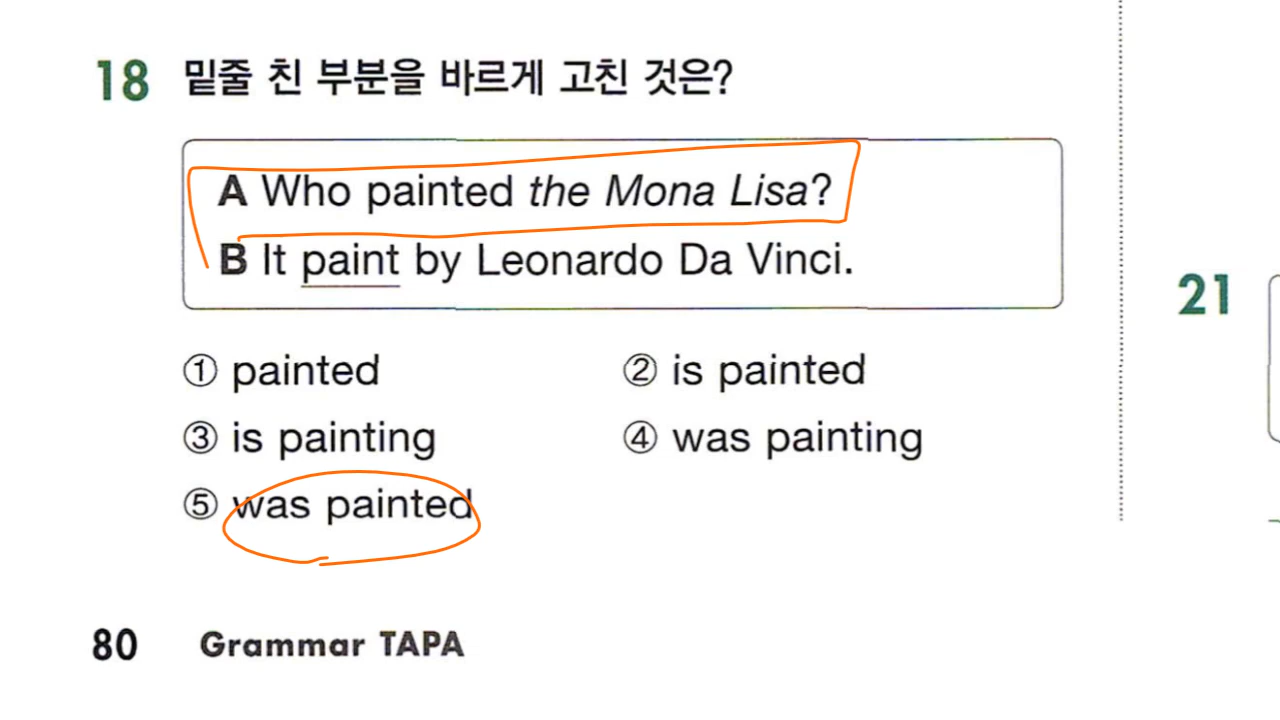 18 밑줄 친 부분을 바르게 고친 것은?
A Who painted the Mona Lisa?
B It paint by Leonardo Da Vinci.
① painted ② is painted
③ is painting ④ was painting
⑤ was painted
21
80 Grammar TAPA